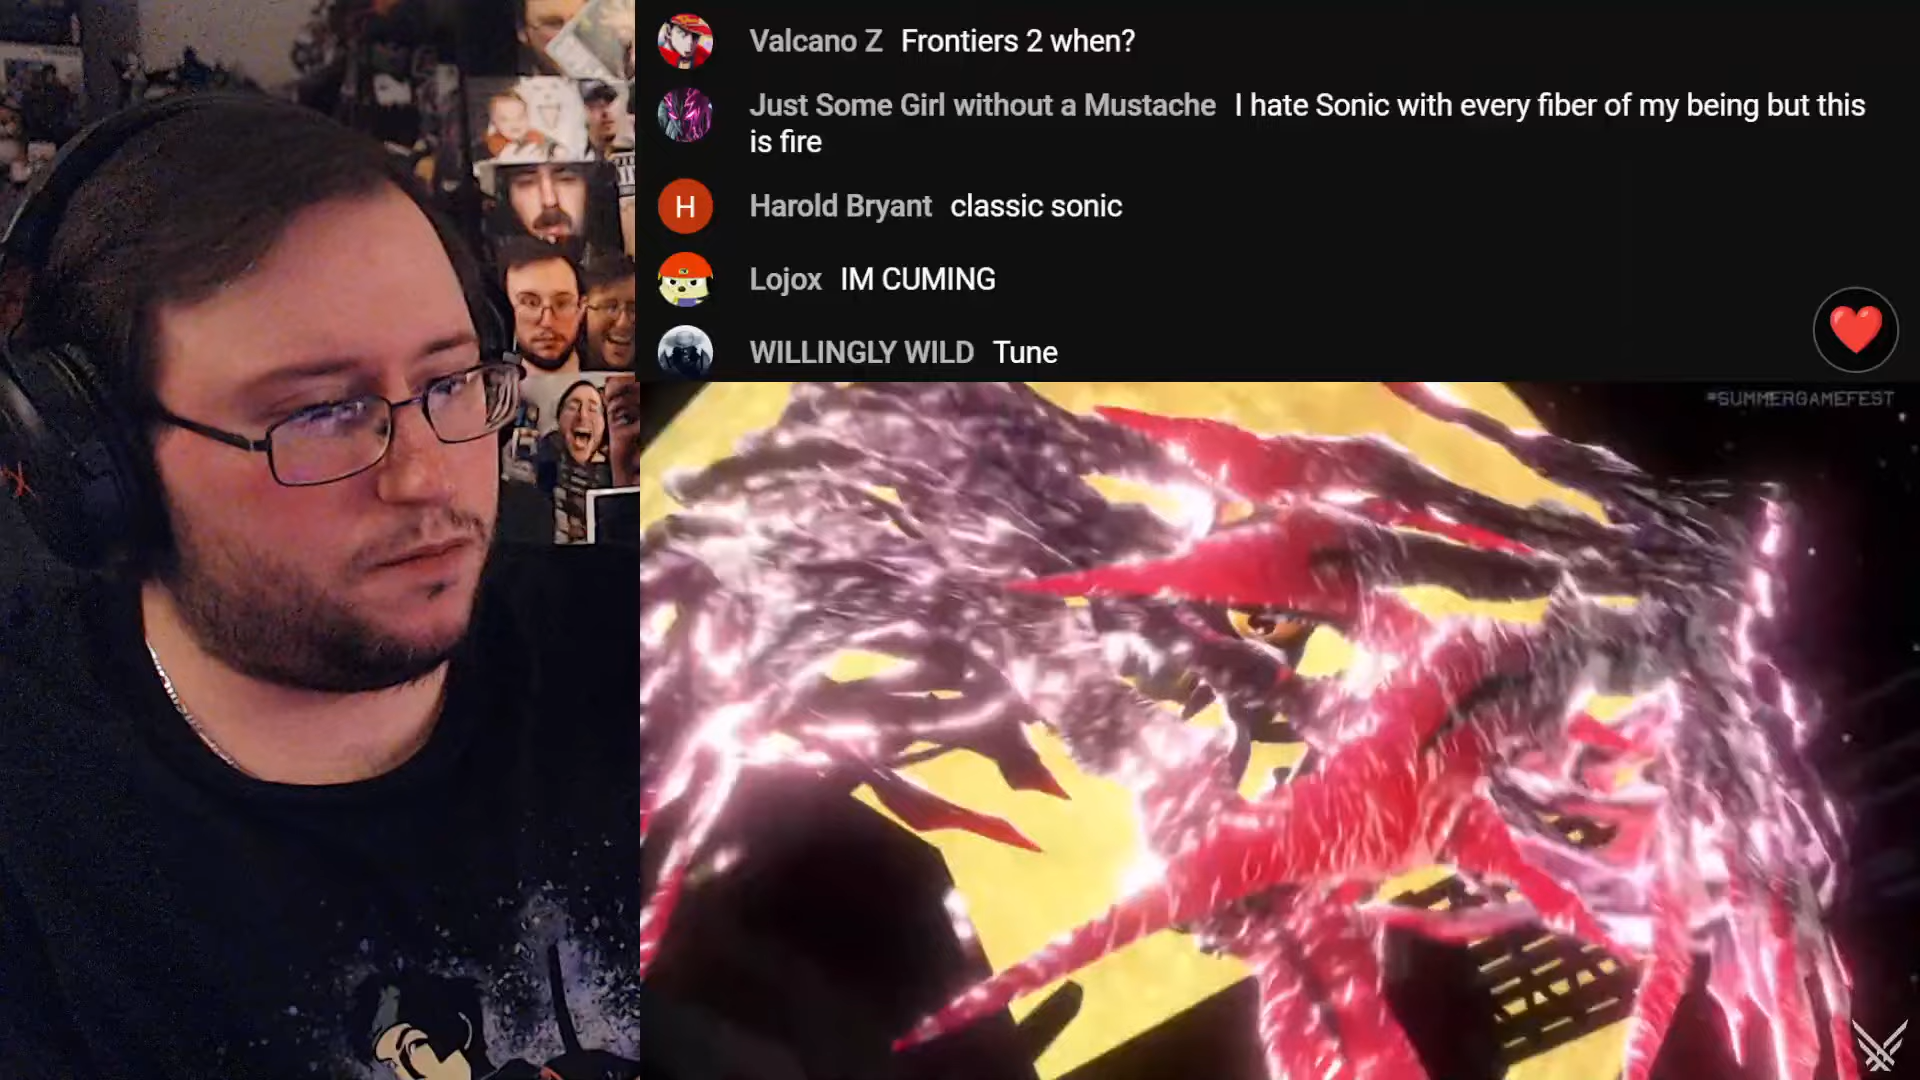 Valcano Z Frontiers 2 when?
Just Some Girl without a Mustache I hate Sonic with every fiber of my being but this
is fire
H Harold Bryant classic sonic
Lojox IM CUMING
WILLINGLY WILD Tune
#SUMMERGAMEFEST